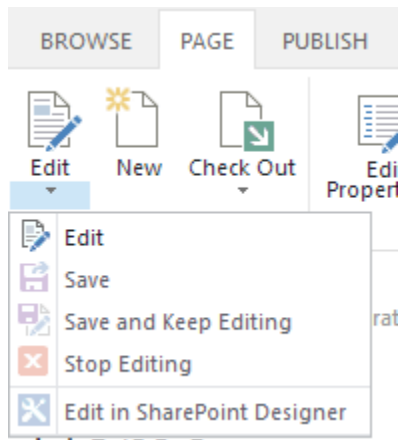 BROWSE PAGE PUBLISH
Edit New Check Out Edi
Propert
Edit
Save
Save and Keep Editing
rat
Stop Editing
Edit in SharePoint Designer